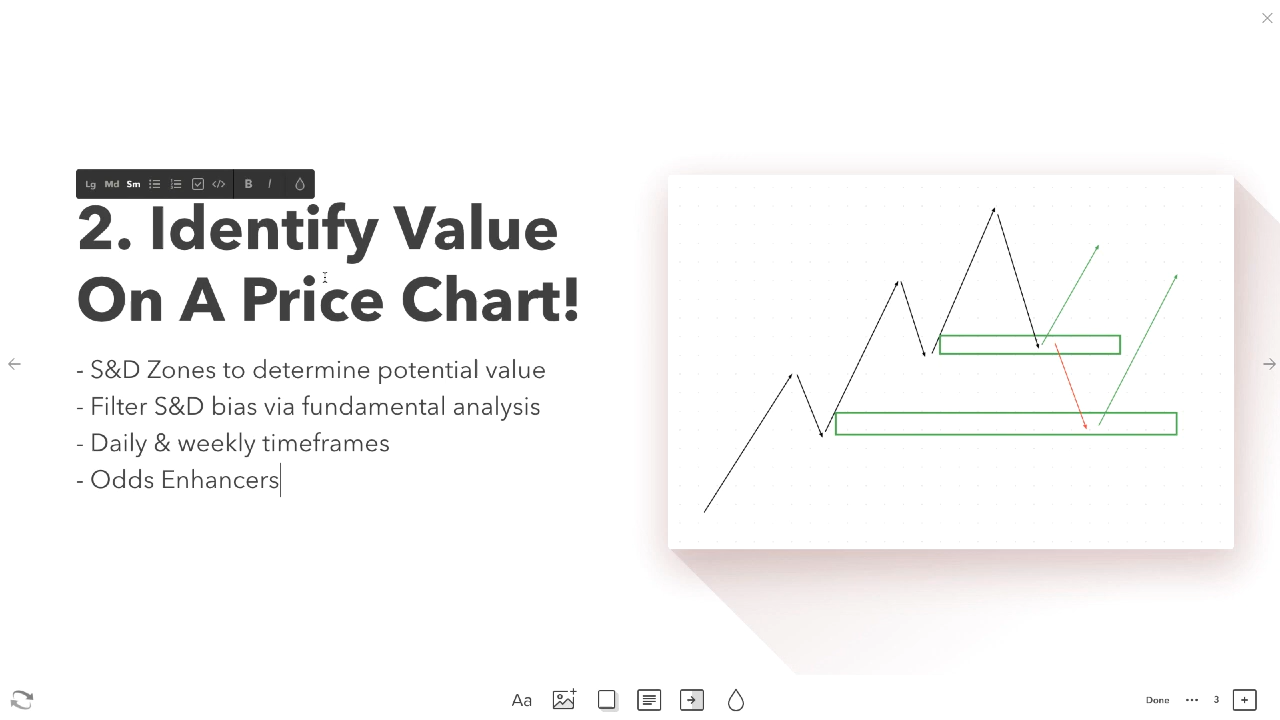 Lg Md Sm </> B I
2. Identify Value
On A Price Chart!
- S&D Zones to determine potential value
- Filter S&D bias via fundamental analysis
- Daily & weekly timeframes
- Odds Enhancers
Aa
Done ··· 3